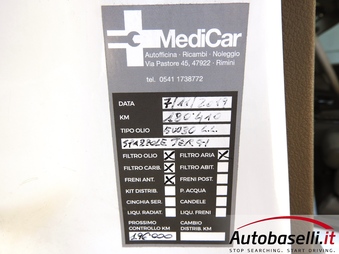 MediCar
Autofficina - Ricambi - Noleggio
Via Pastore 45, 47922 - Rimini
tel. 0541 1738772
DATA
KM
TIPO OLIO 5W30
FILTRO OLIO X FILTRO ARIA X
FILTRO CARB. X FILTRO ABIT.
FRENI ANT. X FRENI POST.
KIT DISTRIB. P. ACQUA
CINGHIA SER. CANDELE
LIQU. RADIAT. LIQU. FRENI
PROSSIMO CONTROLLO KM CAMBIO DISTRIB. KM
Autobaselli.it
STOP SEARCHING. START DRIVING.